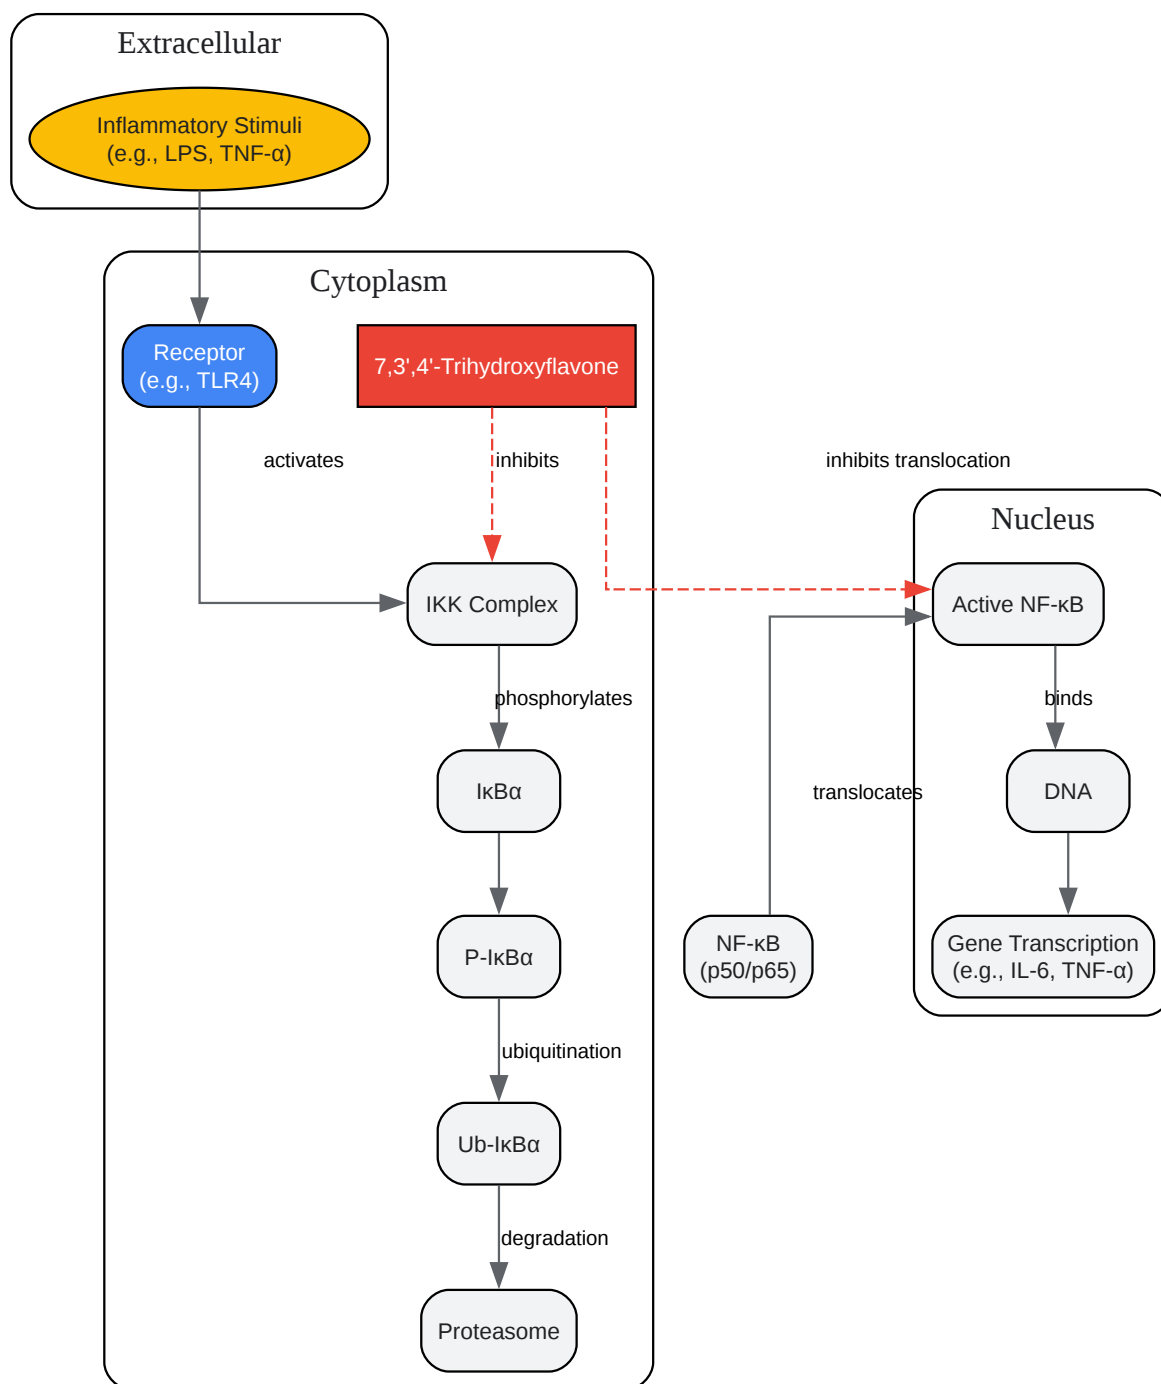 Extracellular
Inflammatory Stimuli
(e.g., LPS, TNF-α)
Cytoplasm
Receptor
(e.g., TLR4)
7,3',4'-Trihydroxyflavone
activates
inhibits
inhibits translocation
Nucleus
IKK Complex
Active NF-κB
phosphorylates
binds
IκBα
translocates
DNA
P-IκBα
NF-κB
(p50/p65)
Gene Transcription
(e.g., IL-6, TNF-α)
ubiquitination
Ub-IκBα
degradation
Proteasome